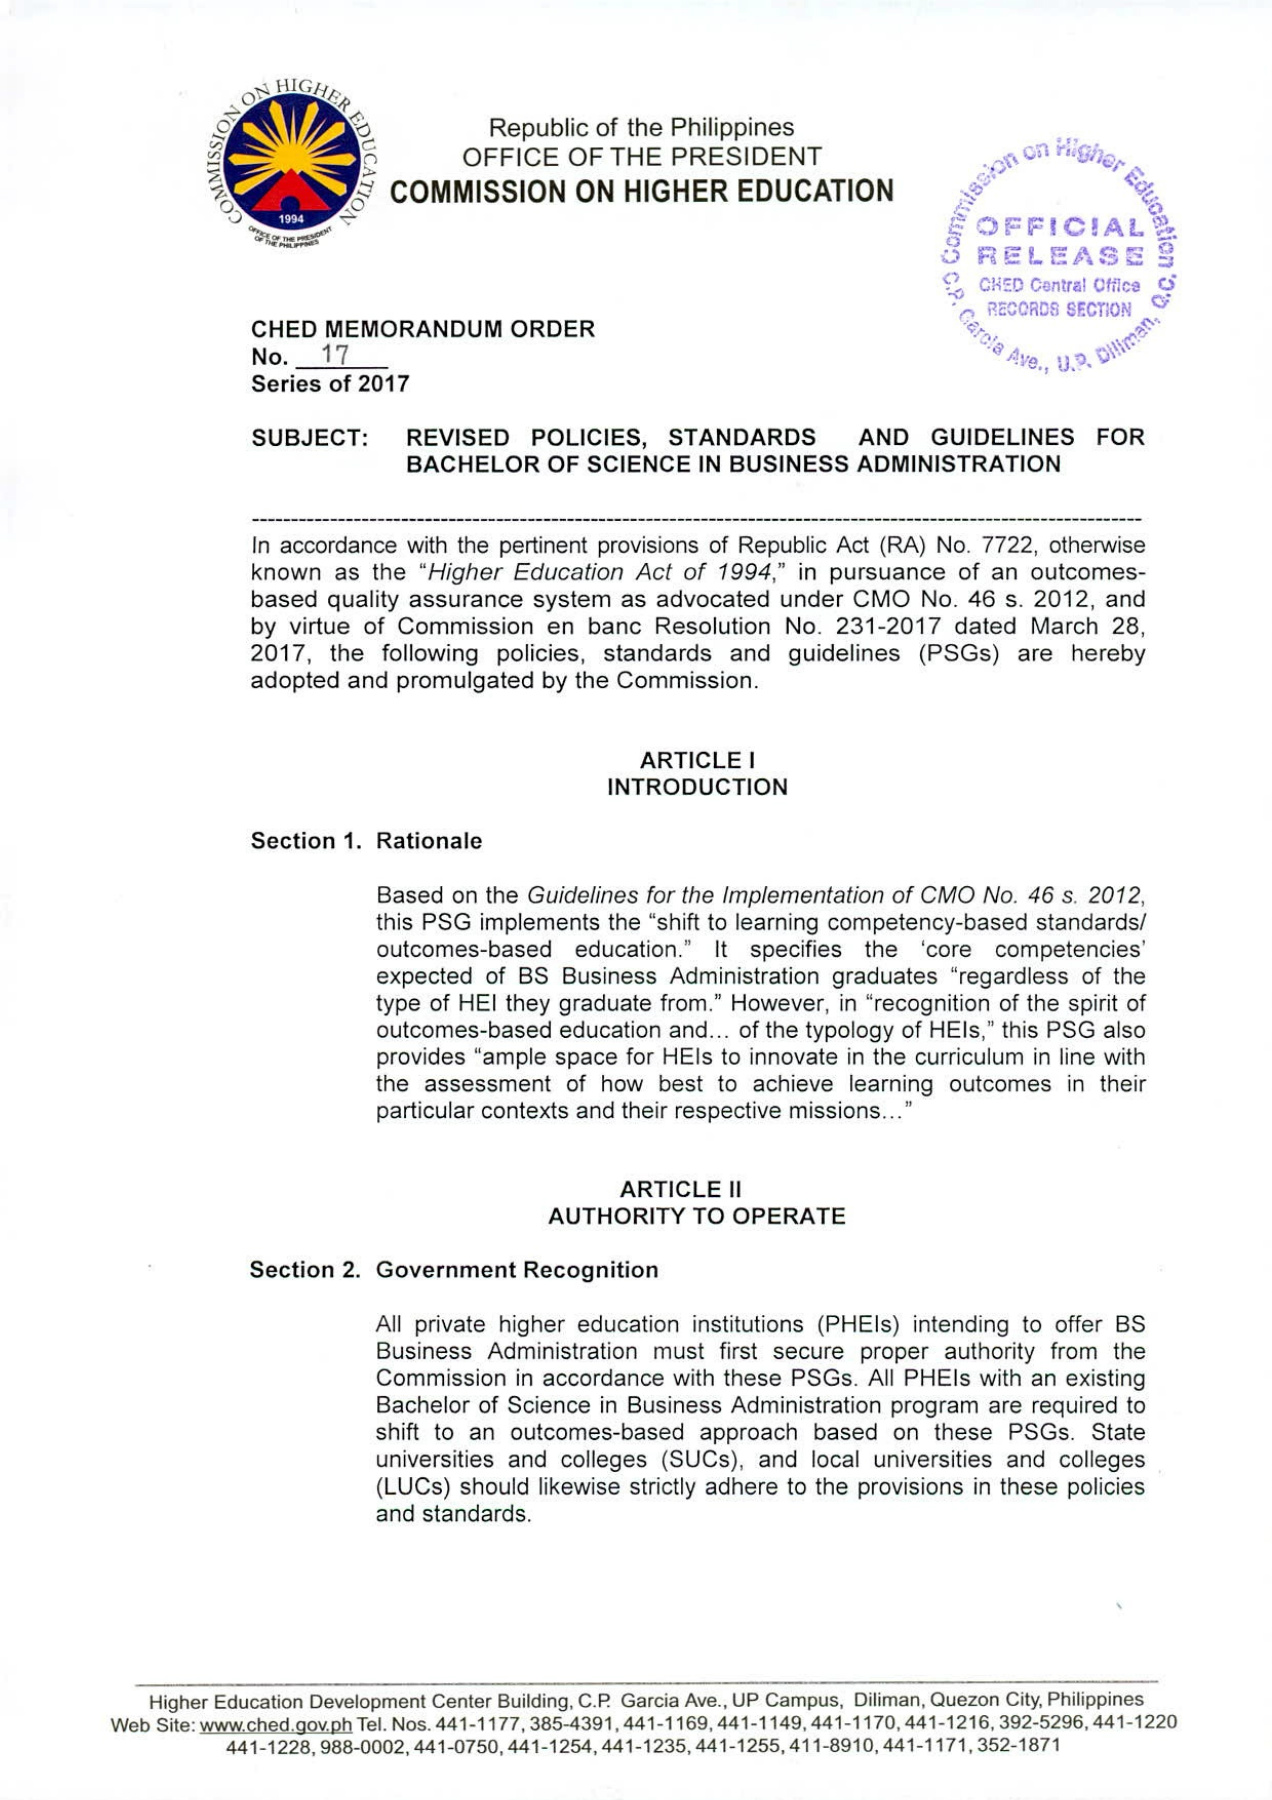 COMMISSION ON HIGHER EDUCATION
1994
OFFICE OF THE PRESIDENT
OF THE PHILIPPINES
Republic of the Philippines
OFFICE OF THE PRESIDENT
COMMISSION ON HIGHER EDUCATION
Commission on Higher Education
OFFICIAL
RELEASE
CHED Central Office
RECORDS SECTION
C.P. Garcia Ave., U.P. Diliman, Q.C.
CHED MEMORANDUM ORDER
No. 17
Series of 2017
SUBJECT: REVISED POLICIES, STANDARDS AND GUIDELINES FOR
BACHELOR OF SCIENCE IN BUSINESS ADMINISTRATION
In accordance with the pertinent provisions of Republic Act (RA) No. 7722, otherwise
known as the “Higher Education Act of 1994,” in pursuance of an outcomes-
based quality assurance system as advocated under CMO No. 46 s. 2012, and
by virtue of Commission en banc Resolution No. 231-2017 dated March 28,
2017, the following policies, standards and guidelines (PSGs) are hereby
adopted and promulgated by the Commission.
ARTICLE I
INTRODUCTION
Section 1. Rationale
Based on the Guidelines for the Implementation of CMO No. 46 s. 2012,
this PSG implements the “shift to learning competency-based standards/
outcomes-based education.” It specifies the ‘core competencies’
expected of BS Business Administration graduates “regardless of the
type of HEI they graduate from.” However, in “recognition of the spirit of
outcomes-based education and… of the typology of HEIs,” this PSG also
provides “ample space for HEIs to innovate in the curriculum in line with
the assessment of how best to achieve learning outcomes in their
particular contexts and their respective missions…”
ARTICLE II
AUTHORITY TO OPERATE
Section 2. Government Recognition
All private higher education institutions (PHEIs) intending to offer BS
Business Administration must first secure proper authority from the
Commission in accordance with these PSGs. All PHEIs with an existing
Bachelor of Science in Business Administration program are required to
shift to an outcomes-based approach based on these PSGs. State
universities and colleges (SUCs), and local universities and colleges
(LUCs) should likewise strictly adhere to the provisions in these policies
and standards.
Higher Education Development Center Building, C.P. Garcia Ave., UP Campus, Diliman, Quezon City, Philippines
Web Site: www.ched.gov.ph Tel. Nos. 441-1177, 385-4391, 441-1169, 441-1149, 441-1170, 441-1216, 392-5296, 441-1220
441-1228, 988-0002, 441-0750, 441-1254, 441-1235, 441-1255, 411-8910, 441-1171, 352-1871